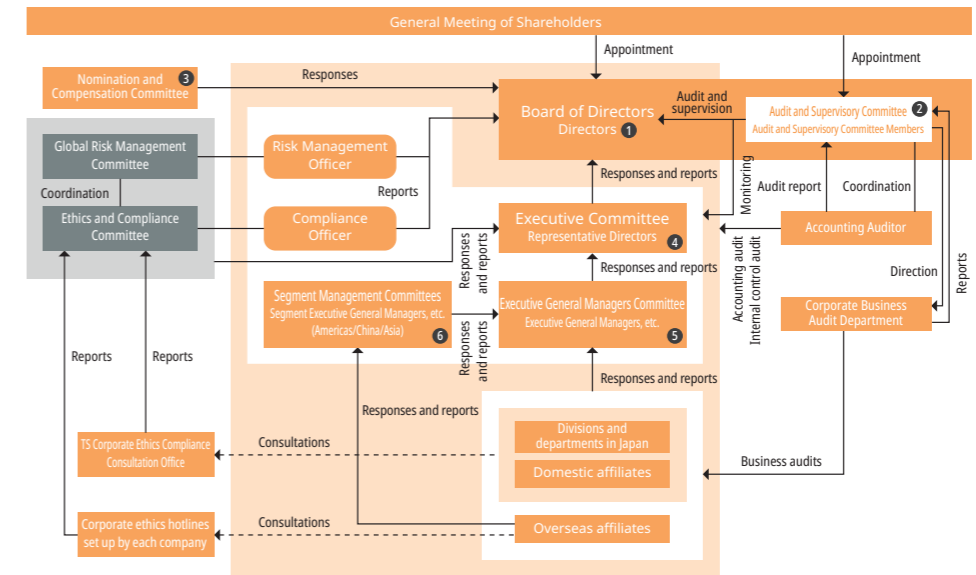 General Meeting of Shareholders
Appointment
Appointment
Nomination and
Compensation Committee
3
Responses
Board of Directors
Directors 1
Audit and
supervision
Audit and Supervisory Committee 2
Audit and Supervisory Committee Members
Global Risk Management
Committee
Coordination
Ethics and Compliance
Committee
Risk Management
Officer
Reports
Compliance
Officer
Responses and reports
Monitoring
Audit report
Coordination
Executive Committee
Representative Directors 4
Accounting Auditor
Responses
and reports
Responses and reports
Accounting audit
Internal control audit
Direction
Reports
Segment Management Committees
Segment Executive General Managers, etc.
(Americas/China/Asia)
6
Responses
and reports
Executive General Managers Committee
Executive General Managers, etc.
5
Corporate Business
Audit Department
Reports
Reports
Responses and reports
Responses and reports
Divisions and
departments in Japan
Domestic affiliates
Business audits
TS Corporate Ethics Compliance
Consultation Office
Consultations
Corporate ethics hotlines
set up by each company
Consultations
Overseas affiliates